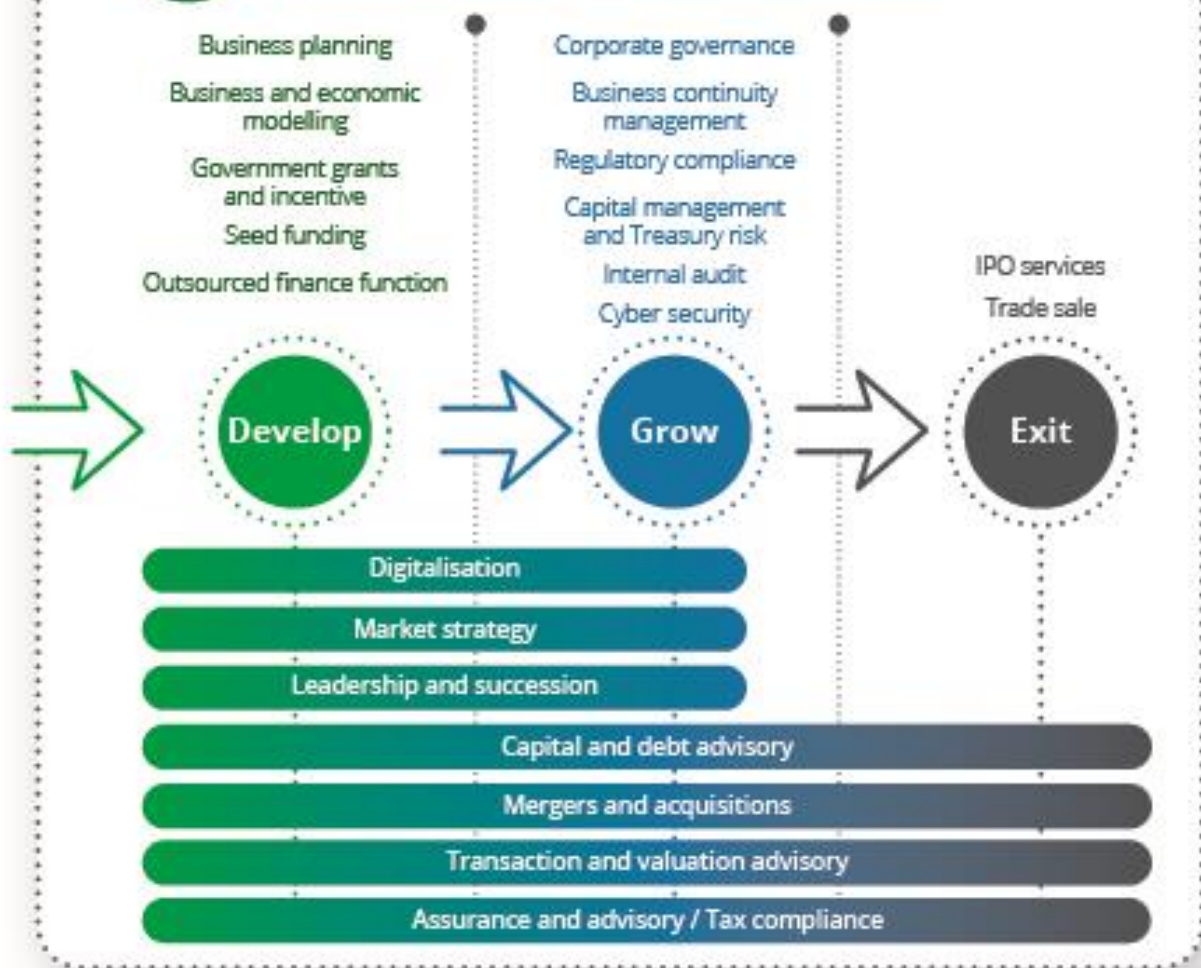 Business planning
Business and economic
modelling
Government grants
and incentive
Seed funding
Outsourced finance function
Corporate governance
Business continuity
management
Regulatory compliance
Capital management
and Treasury risk
Internal audit
Cyber security
IPO services
Trade sale
Develop
Grow
Exit
Digitalisation
Market strategy
Leadership and succession
Capital and debt advisory
Mergers and acquisitions
Transaction and valuation advisory
Assurance and advisory / Tax compliance